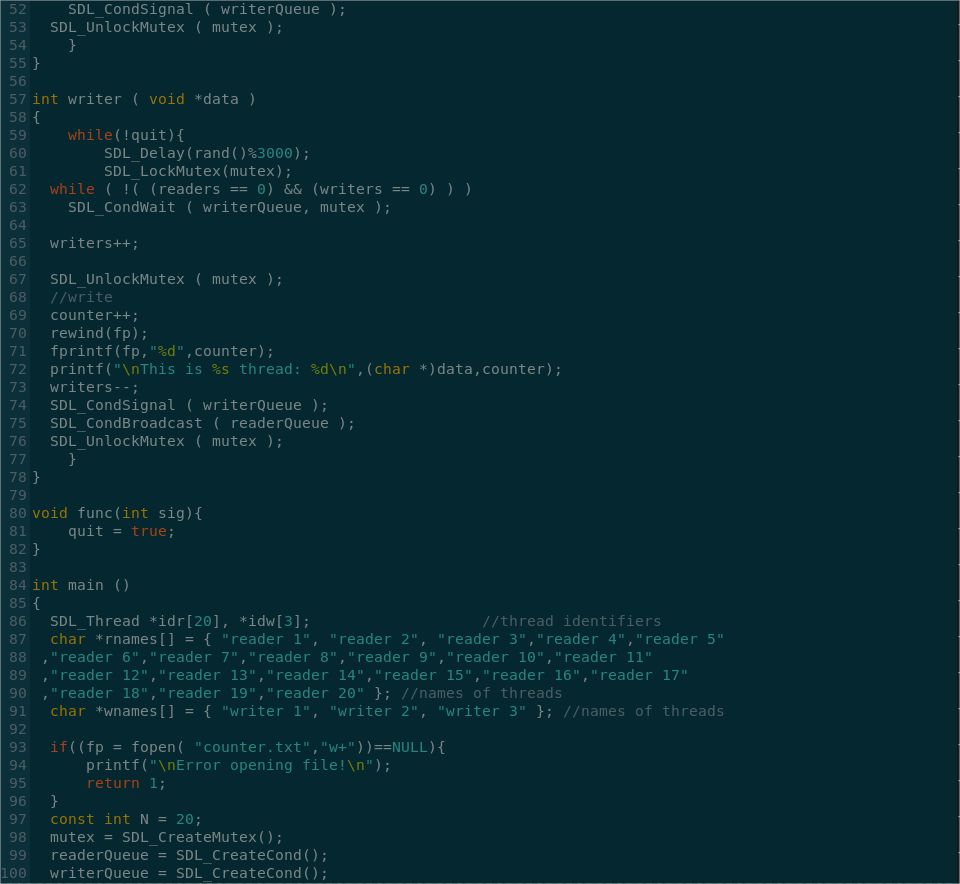 52     SDL_CondSignal ( writerQueue );
53   SDL_UnlockMutex ( mutex );
54     }
55 }
56
57 int writer ( void *data )
58 {
59     while(!quit){
60         SDL_Delay(rand()%3000);
61         SDL_LockMutex(mutex);
62   while ( !( (readers == 0) && (writers == 0) ) )
63     SDL_CondWait ( writerQueue, mutex );
64
65   writers++;
66
67   SDL_UnlockMutex ( mutex );
68   //write
69   counter++;
70   rewind(fp);
71   fprintf(fp,"%d",counter);
72   printf("\nThis is %s thread: %d\n",(char *)data,counter);
73   writers--;
74   SDL_CondSignal ( writerQueue );
75   SDL_CondBroadcast ( readerQueue );
76   SDL_UnlockMutex ( mutex );
77     }
78 }
79
80 void func(int sig){
81     quit = true;
82 }
83
84 int main ()
85 {
86   SDL_Thread *idr[20], *idw[3];                   //thread identifiers
87   char *rnames[] = { "reader 1", "reader 2", "reader 3","reader 4","reader 5"
88  ,"reader 6","reader 7","reader 8","reader 9","reader 10","reader 11"
89  ,"reader 12","reader 13","reader 14","reader 15","reader 16","reader 17"
90  ,"reader 18","reader 19","reader 20" }; //names of threads
91   char *wnames[] = { "writer 1", "writer 2", "writer 3" }; //names of threads
92
93   if((fp = fopen( "counter.txt","w+"))==NULL){
94       printf("\nError opening file!\n");
95       return 1;
96   }
97   const int N = 20;
98   mutex = SDL_CreateMutex();
99   readerQueue = SDL_CreateCond();
100   writerQueue = SDL_CreateCond();